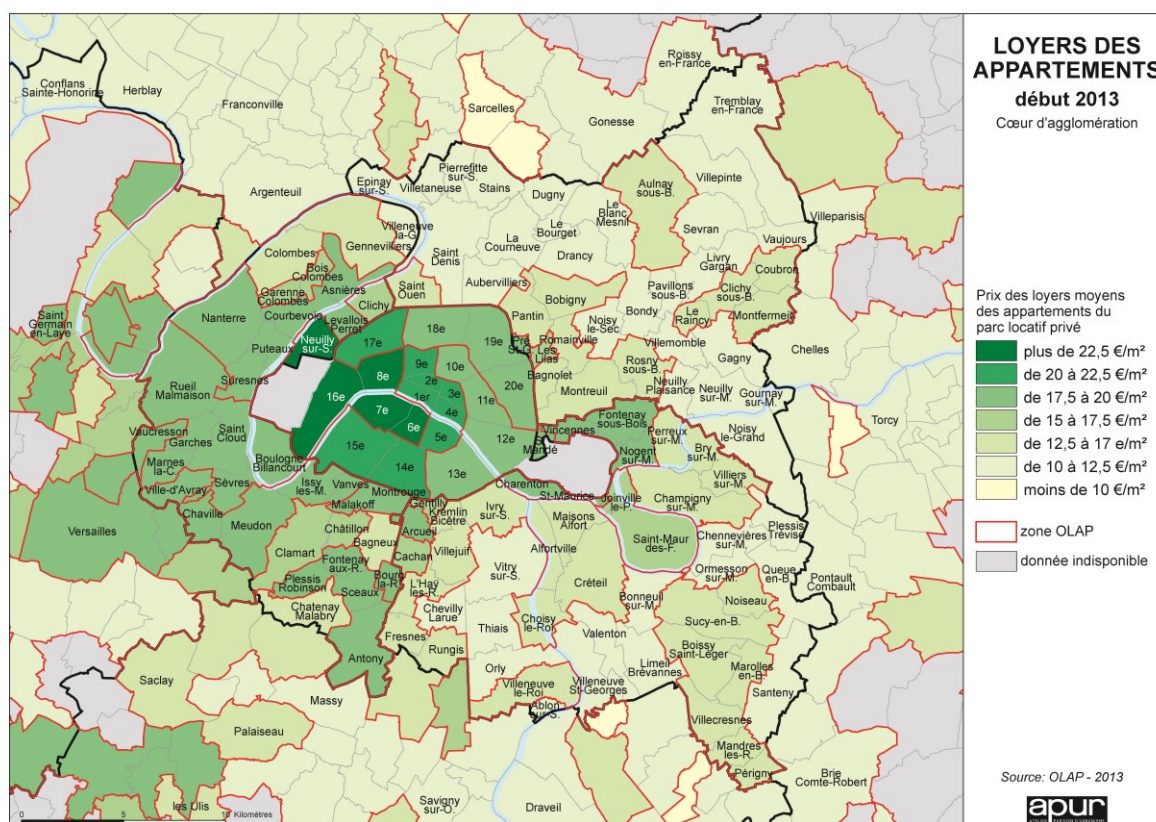 LOYERS DES
APPARTEMENTS
début 2013
Cœur d'agglomération
Prix des loyers moyens
des appartements du
parc locatif privé
plus de 22,5 €/m²
de 20 à 22,5 €/m²
de 17,5 à 20 €/m²
de 15 à 17,5 €/m²
de 12,5 à 17 e/m²
de 10 à 12,5 €/m²
moins de 10 €/m²
zone OLAP
donnée indisponible
Source: OLAP - 2013
apur
Conflans
Sainte-Honorine
Herblay
Franconville
Sarcelles
Gonesse
Roissy
en-France
Tremblay
en-France
Argenteuil
Epinay
sur-S.
Villetaneuse
Pierrefitte
sur-S.
Stains
Dugny
Le
Blanc
Mesnil
Aulnay
sous-B.
Villepinte
Villeparisis
Villeneuve
la-G.
Gennevilliers
Saint
Denis
La
Courneuve
Le
Bourget
Drancy
Sevran
Vaujours
Colombes
Bois
Colombes
Garenne
Colombes
Asnières
Courbevoie
Clichy
Saint
Ouen
Aubervilliers
Bobigny
Livry
Gargan
Coubron
Pavillons
sous-B.
Clichy
sous-B.
Montfermeil
Le
Raincy
Bondy
Noisy
le-Sec
Pantin
Saint
Germain
en-Laye
Nanterre
Levallois
Perret
Neuilly
sur-S.
Puteaux
17e
18e
19e
Pré
St-G.
Les
Lilas
Romainville
Villemomble
Gagny
Chelles
8e
9e
10e
2e
1er
3e
4e
11e
20e
Bagnolet
Rosny
sous-B.
Montreuil
Neuilly
Plaisance
Neuilly
sur-M.
Gournay
sur-M.
Torcy
Rueil
Malmaison
Suresnes
16e
7e
6e
5e
12e
13e
14e
15e
Saint
Cloud
Vaucresson
Garches
Marnes
la-C.
Ville-d'Avray
Sèvres
Boulogne
Billancourt
Issy
les-M.
Vanves
Malakoff
Montrouge
Vincennes
St
Mandé
Fontenay
sous-Bois
Nogent
sur-M.
Perreux
sur-M.
Bry
sur-M.
Noisy
le-Grand
Villiers
sur-M.
Charenton
St-Maurice
Joinville
le-P.
Champigny
sur-M.
Versailles
Chaville
Meudon
Châtillon
Clamart
Bagneux
Fontenay
aux-R.
Gentilly
Kremlin
Bicêtre
Arcueil
Cachan
Villejuif
Ivry
sur-S.
Maisons
Alfort
Alfortville
Saint-Maur
des-F.
Chennevières
sur-M.
Plessis
Trévise
Plessis
Robinson
Sceaux
Bourg
la-R.
L'Hay
les-R.
Vitry
sur-S.
Créteil
Ormesson
sur-M.
Queue
en-B.
Pontault
Combault
Chatenay
Malabry
Chevilly
Larue
Thiais
Choisy
le-Roi
Bonneuil
sur-M.
Noiseau
Sucy-en-B.
Antony
Fresnes
Rungis
Orly
Valenton
Limeil
Brévannes
Boissy
Saint-Léger
Marolles
en-B.
Santeny
Saclay
Massy
Villeneuve
le-Roi
Villeneuve
St-Georges
Ablon
sur-S.
Villecresnes
Mandres
les-R.
Périgny
Palaiseau
les Ulis
Savigny
sur-O.
Draveil
Brie
Comte-Robert
5
10 Kilomètres